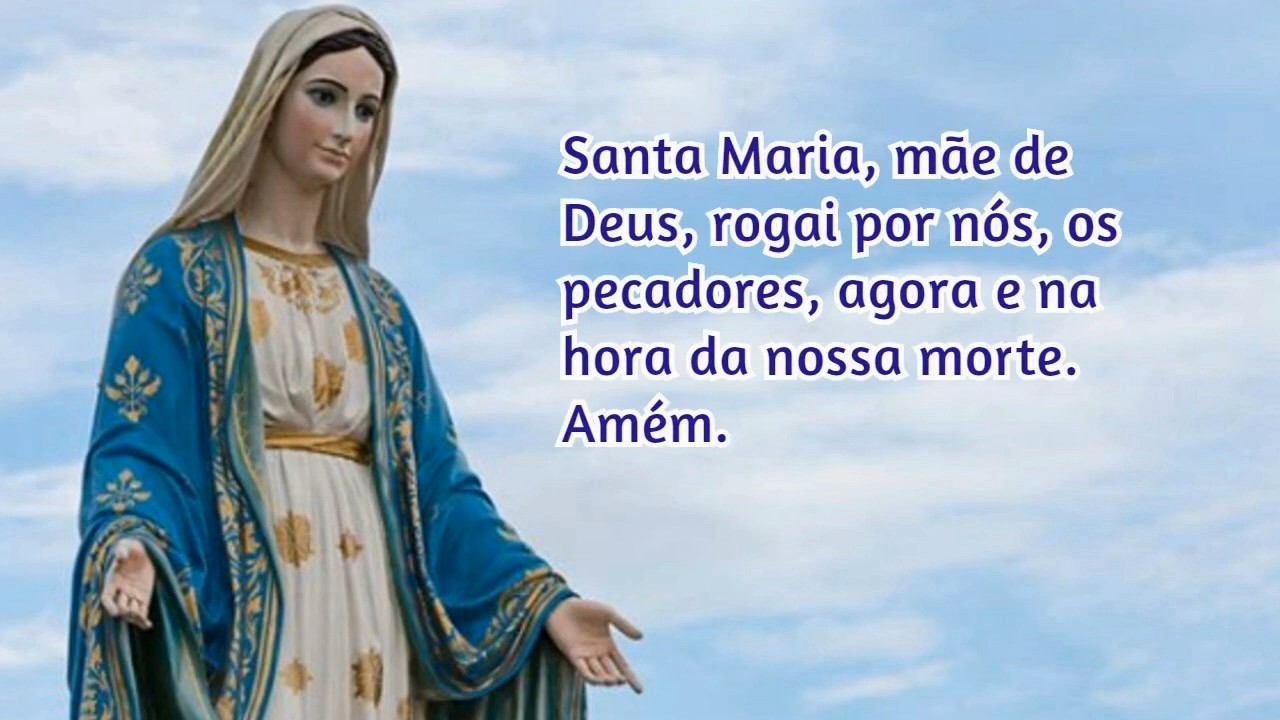 Santa Maria, mãe de
Deus, rogai por nós, os
pecadores, agora e na
hora da nossa morte.
Amém.